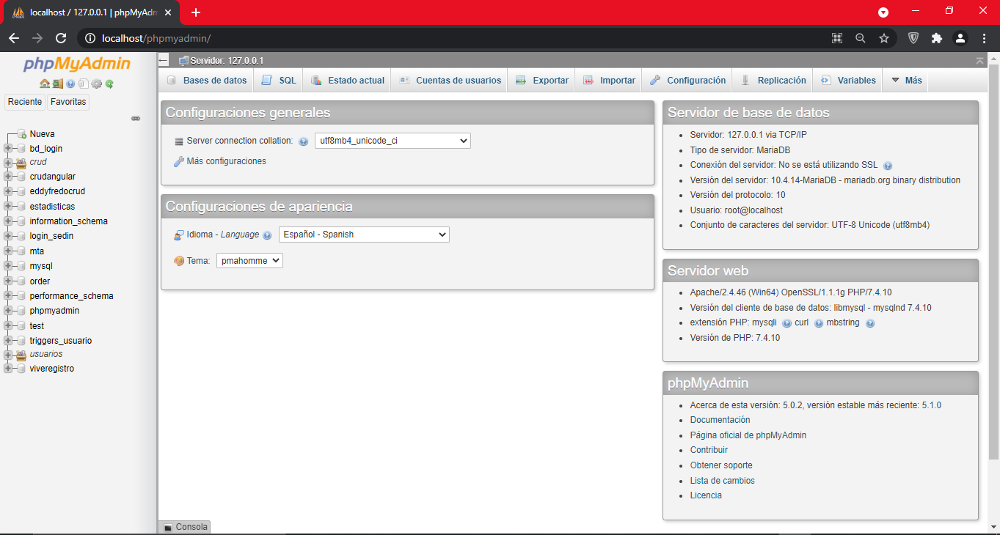 localhost / 127.0.0.1 | phpMyAdm
localhost/phpmyadmin/
phpMyAdmin
Reciente Favoritas
Nueva
bd_login
crud
crudangular
eddyfredocrud
estadisticas
information_schema
login_sedin
mta
mysql
order
performance_schema
phpmyadmin
test
triggers_usuario
usuarios
viveregistro
Servidor: 127.0.0.1
Bases de datos SQL Estado actual Cuentas de usuarios Exportar Importar Configuración Replicación Variables Más
Configuraciones generales
Server connection collation: utf8mb4_unicode_ci
Más configuraciones
Configuraciones de apariencia
Idioma - Language Español - Spanish
Tema: pmahomme
Servidor de base de datos
Servidor: 127.0.0.1 via TCP/IP
Tipo de servidor: MariaDB
Conexión del servidor: No se está utilizando SSL
Versión del servidor: 10.4.14-MariaDB - mariadb.org binary distribution
Versión del protocolo: 10
Usuario: root@localhost
Conjunto de caracteres del servidor: UTF-8 Unicode (utf8mb4)
Servidor web
Apache/2.4.46 (Win64) OpenSSL/1.1.1g PHP/7.4.10
Versión del cliente de base de datos: libmysql - mysqlnd 7.4.10
extensión PHP: mysqli curl mbstring
Versión de PHP: 7.4.10
phpMyAdmin
Acerca de esta versión: 5.0.2, versión estable más reciente: 5.1.0
Documentación
Página oficial de phpMyAdmin
Contribuir
Obtener soporte
Lista de cambios
Licencia
Consola